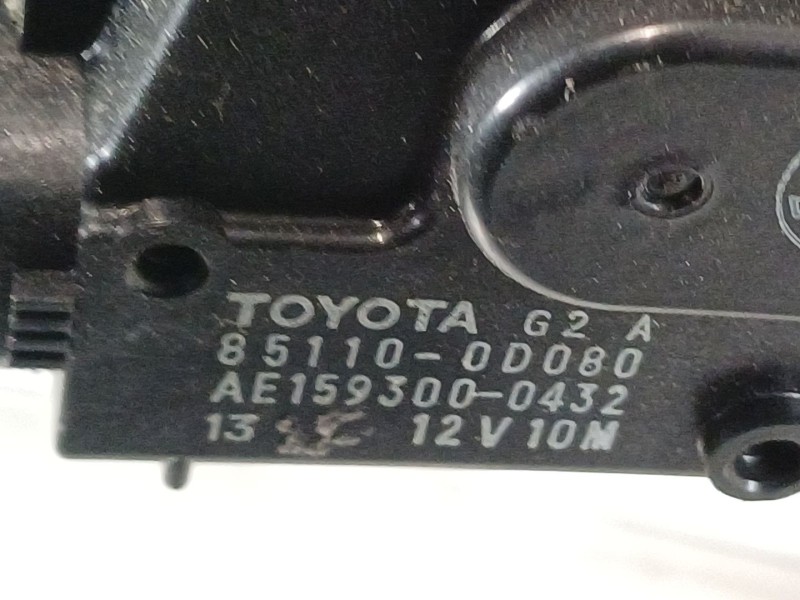 TOYOTA G2 A
85110-0D080
AE159300-0432
13 12V 10M